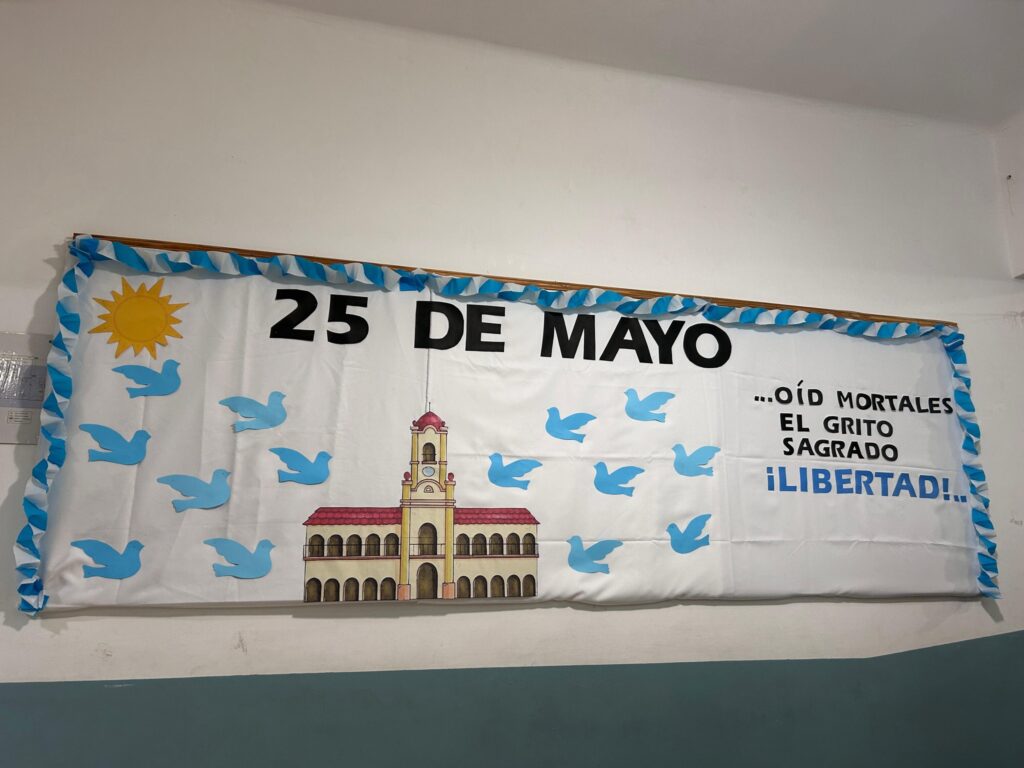 25 DE MAYO
...OÍD MORTALES
EL GRITO
SAGRADO
¡LIBERTAD!...